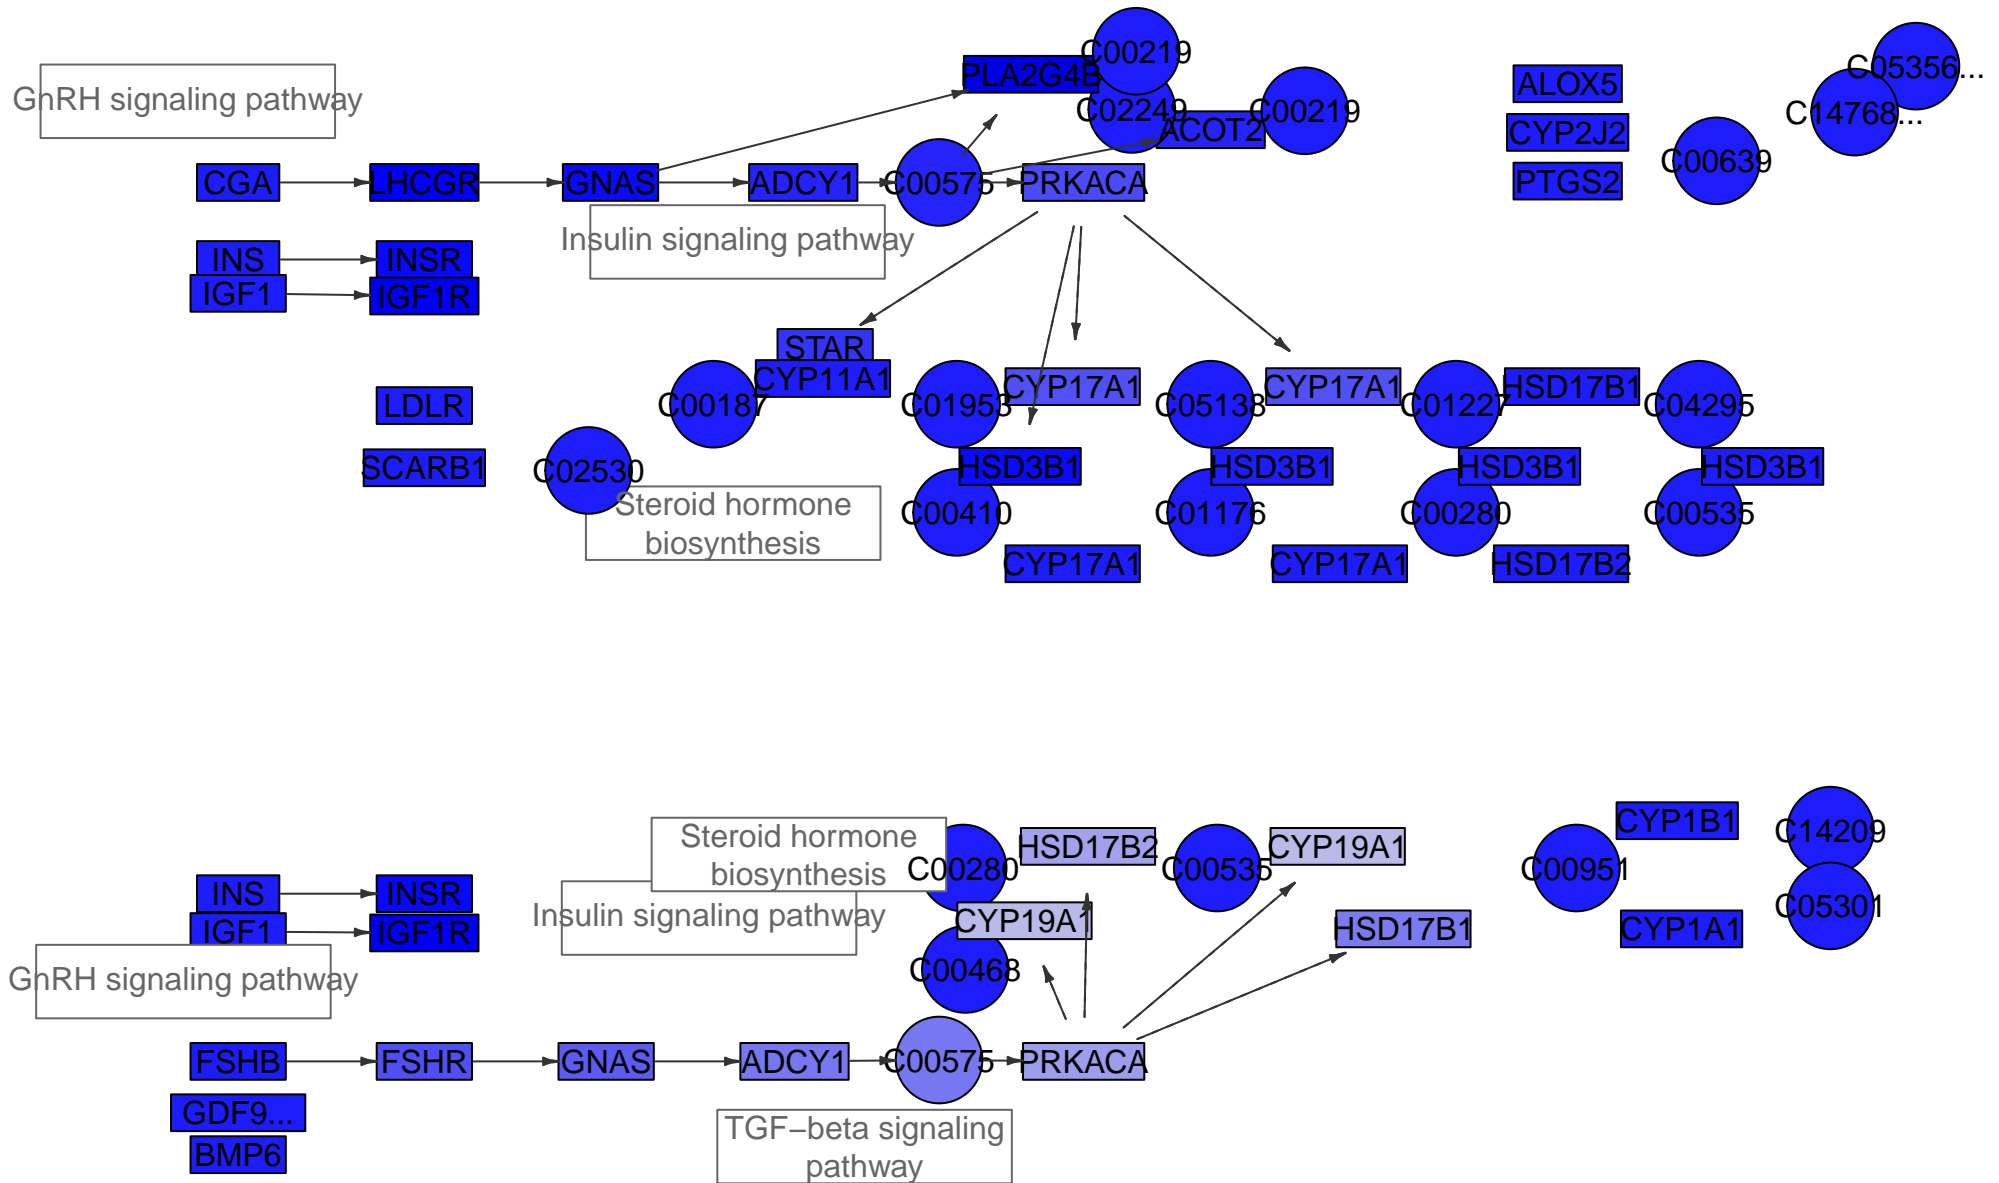 C00219
C05356...
PLA2G4B
ALOX5
GnRH signaling pathway
C02249
C00219
C14768...
ACOT2
CYP2J2
C00639
CGA
LHCGR
GNAS
ADCY1
C00575
PRKACA
PTGS2
Insulin signaling pathway
INS
INSR
IGF1
IGF1R
STAR
CYP11A1
CYP17A1
CYP17A1
HSD17B1
LDLR
C00187
C01953
C05138
C01227
C04295
SCARB1
C02530
HSD3B1
HSD3B1
HSD3B1
HSD3B1
Steroid hormone
biosynthesis
C00410
C01176
C00280
C00535
CYP17A1
CYP17A1
HSD17B2
Steroid hormone
biosynthesis
HSD17B2
CYP19A1
CYP1B1
C14209
C00280
C00535
C00951
INS
INSR
Insulin signaling pathway
CYP19A1
C05301
IGF1
IGF1R
HSD17B1
CYP1A1
GnRH signaling pathway
C00468
FSHB
FSHR
GNAS
ADCY1
C00575
PRKACA
GDF9...
TGF−beta signaling
pathway
BMP6